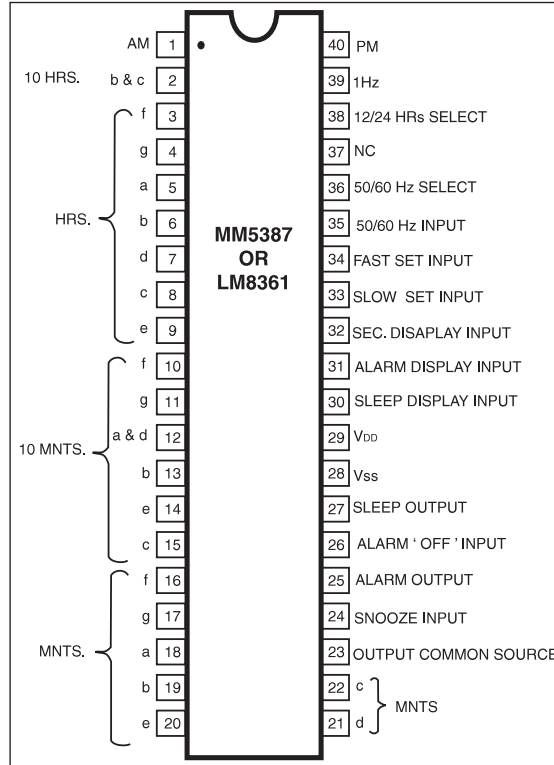 AM 1 40 PM
10 HRS. b & c 2 39 1Hz
f 3 38 12/24 HRs SELECT
g 4 37 NC
a 5 36 50/60 Hz SELECT
HRS. b 6 35 50/60 Hz INPUT
MM5387
OR
LM8361
d 7 34 FAST SET INPUT
c 8 33 SLOW SET INPUT
e 9 32 SEC. DISAPLAY INPUT
f 10 31 ALARM DISPLAY INPUT
g 11 30 SLEEP DISPLAY INPUT
10 MNTS. a & d 12 29 VDD
b 13 28 Vss
e 14 27 SLEEP OUTPUT
c 15 26 ALARM ' OFF ' INPUT
f 16 25 ALARM OUTPUT
g 17 24 SNOOZE INPUT
MNTS. a 18 23 OUTPUT COMMON SOURCE
b 19 22 c
MNTS
e 20 21 d